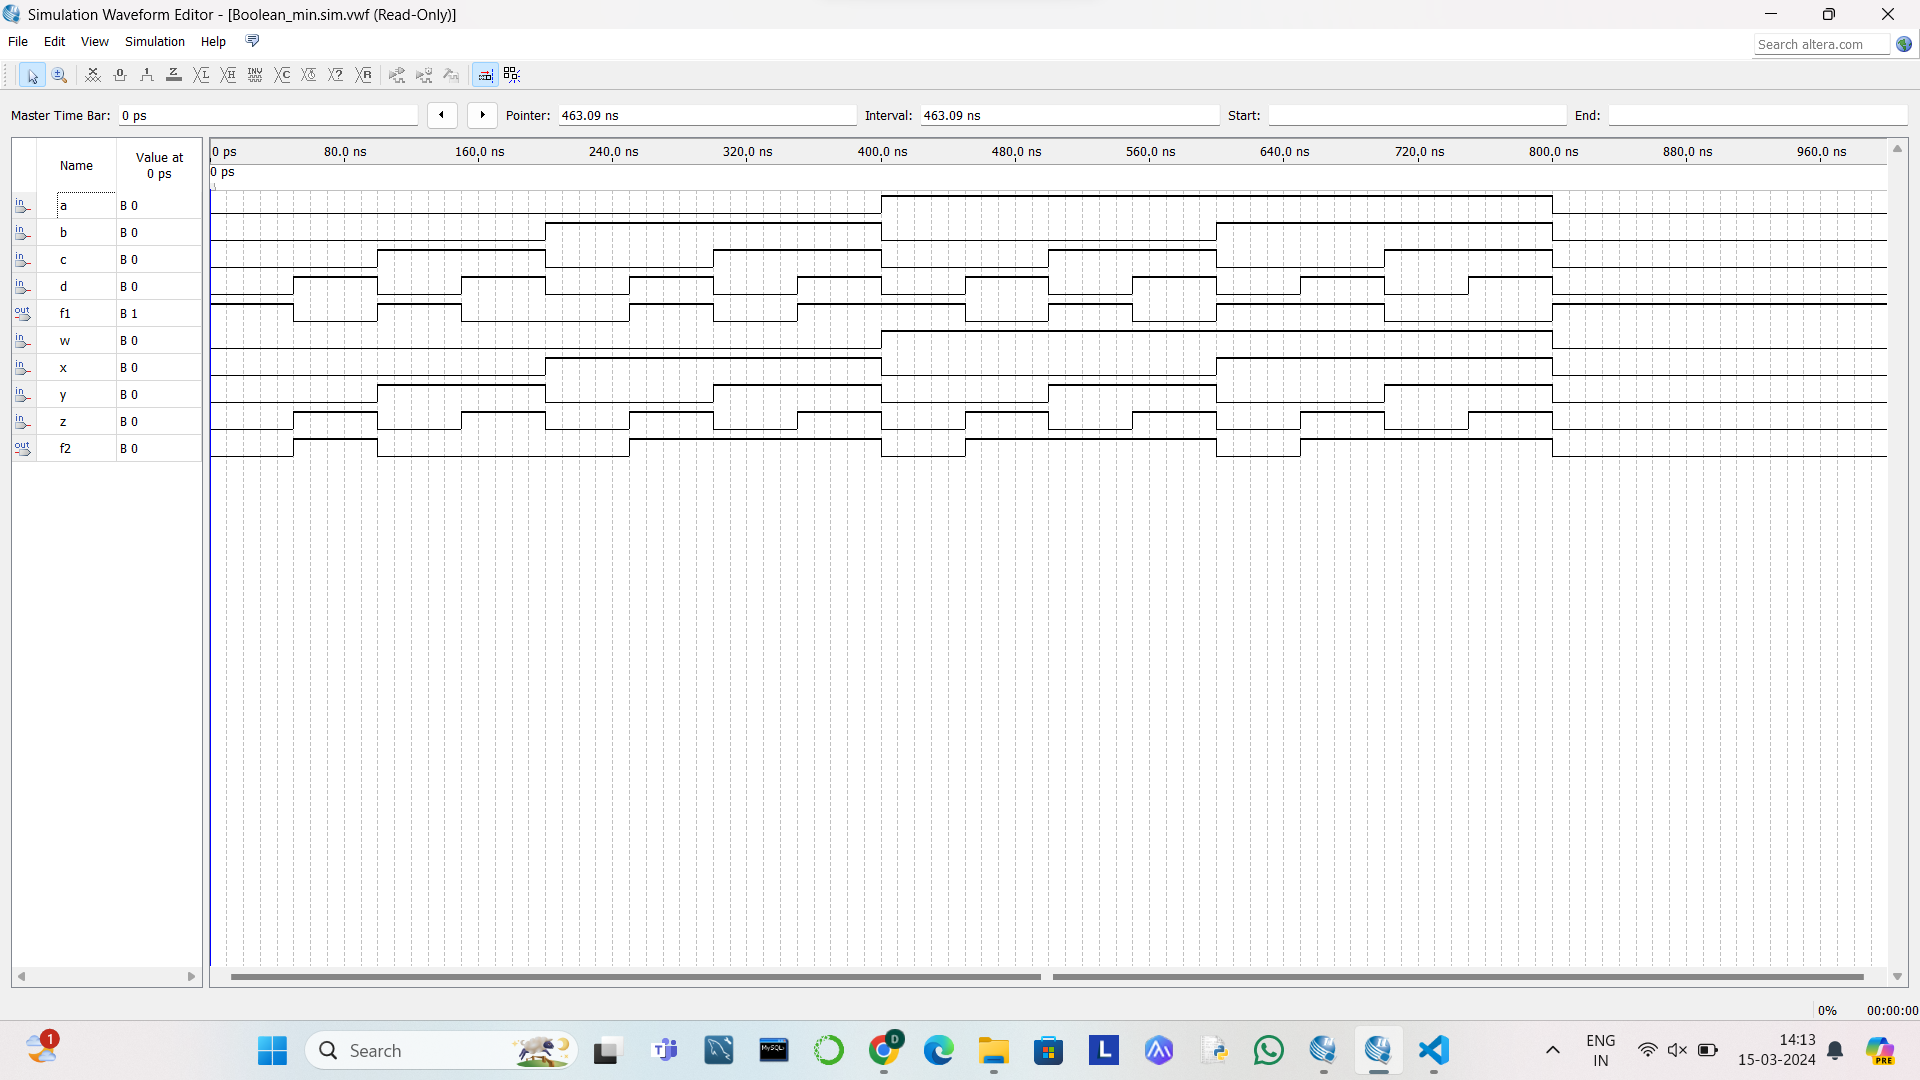 Simulation Waveform Editor - [Boolean_min.sim.vwf (Read-Only)]
File Edit View Simulation Help
Search altera.com
Master Time Bar: 0 ps Pointer: 463.09 ns Interval: 463.09 ns Start: End:
Name Value at 0 ps
0 ps 80.0 ns 160.0 ns 240.0 ns 320.0 ns 400.0 ns 480.0 ns 560.0 ns 640.0 ns 720.0 ns 800.0 ns 880.0 ns 960.0 ns
0 ps
in a B 0
in b B 0
in c B 0
in d B 0
out f1 B 1
in w B 0
in x B 0
in y B 0
in z B 0
out f2 B 0
0% 00:00:00
1 Search MySQL D L ENG 14:13
IN 15-03-2024 PRE